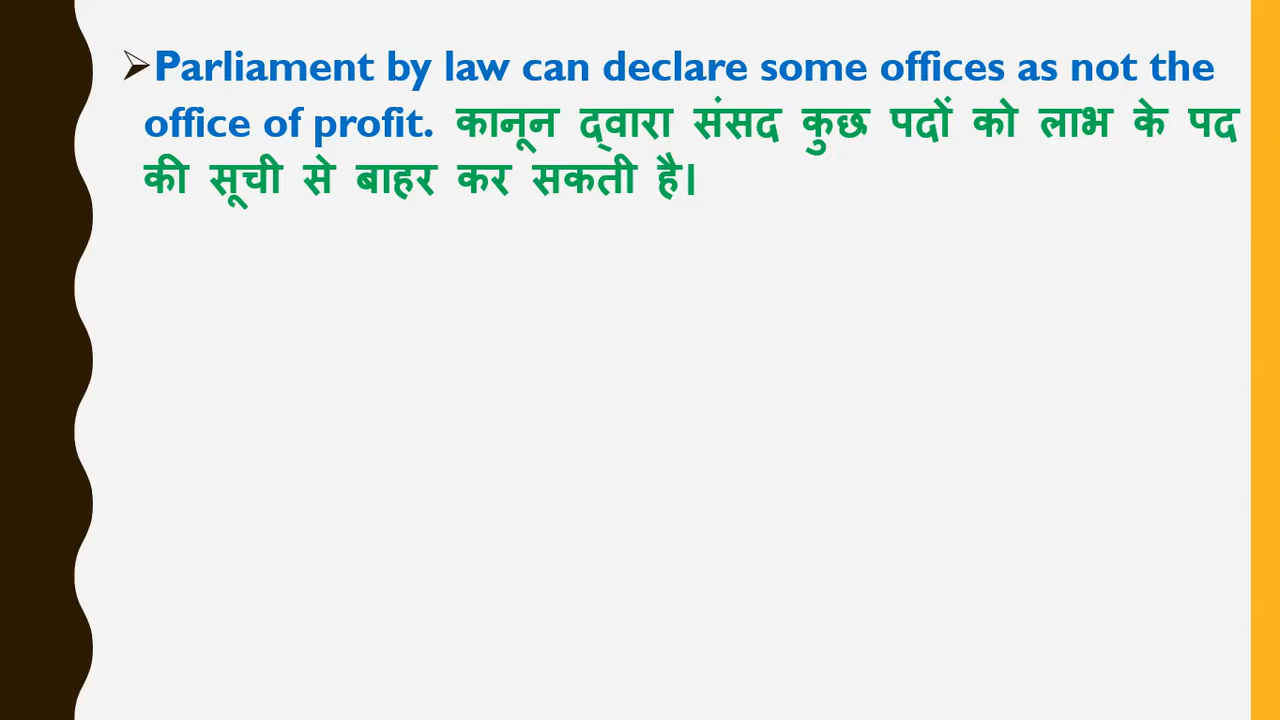 ➢Parliament by law can declare some offices as not the
office of profit. कानून द्वारा संसद कुछ पदों को लाभ के पद
की सूची से बाहर कर सकती है।